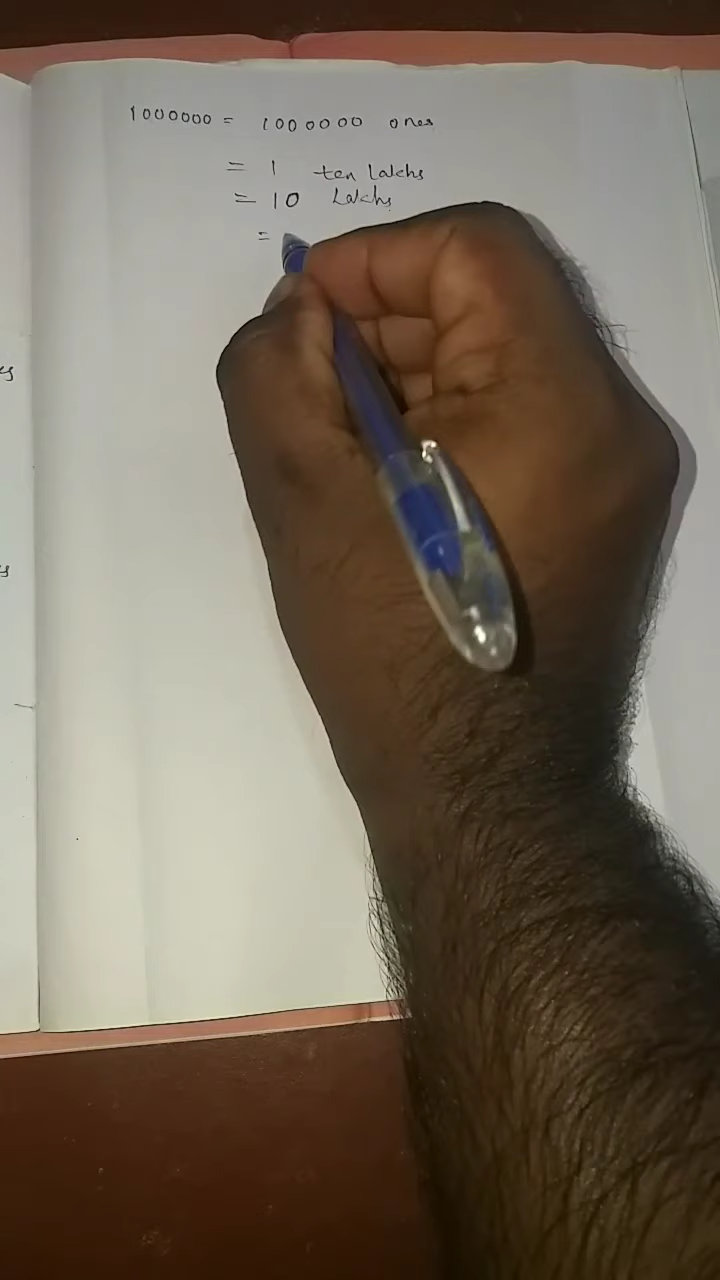 1000000 = 1000000 ones
= 1 ten lakhs
= 10 Lakhs
=